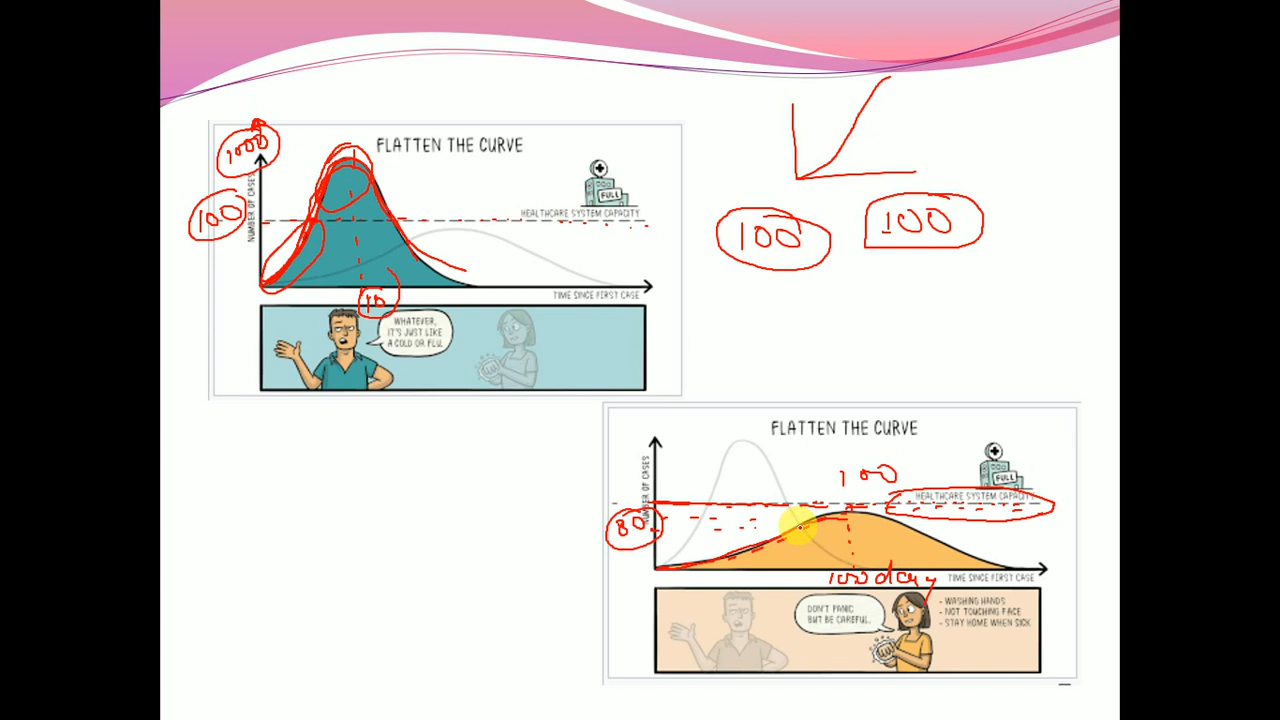 1000
FLATTEN THE CURVE
FULL
100
NUMBER OF CASES
HEALTHCARE SYSTEM CAPACITY
10
TIME SINCE FIRST CASE
WHATEVER,
IT'S JUST LIKE
A COLD OR FLU.
100
100
FLATTEN THE CURVE
FULL
100
NUMBER OF CASES
HEALTHCARE SYSTEM CAPACITY
80
100 day
TIME SINCE FIRST CASE
DON'T PANIC
BUT BE CAREFUL.
- WASHING HANDS
- NOT TOUCHING FACE
- STAY HOME WHEN SICK